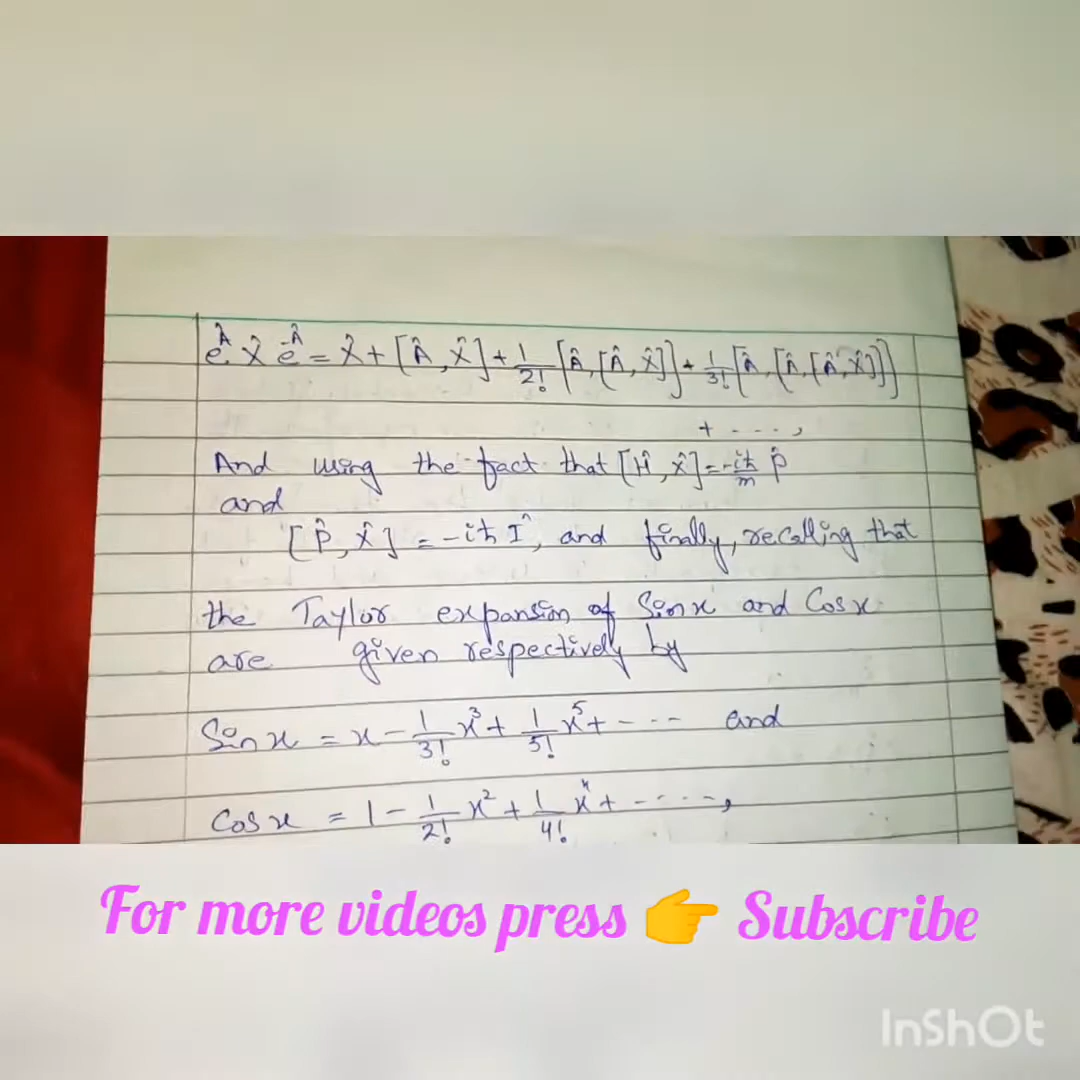 e^Â X̂ e^-Â = X̂ + [Â, X̂] + 1/2! [Â, [Â, X̂]] + 1/3! [Â, [Â, [Â, X̂]]]
+ ....,
And using the fact that [Ĥ, X̂] = -iħ/m P̂
and
[P̂, X̂] = -iħ Î, and finally, recalling that
the Taylor expansion of Sin x and Cos x
are given respectively by
Sin x = x - 1/3! x³ + 1/5! x⁵ + ---- and
Cos x = 1 - 1/2! x² + 1/4! x⁴ + -----,
For more videos press 👉 Subscribe
InShOt